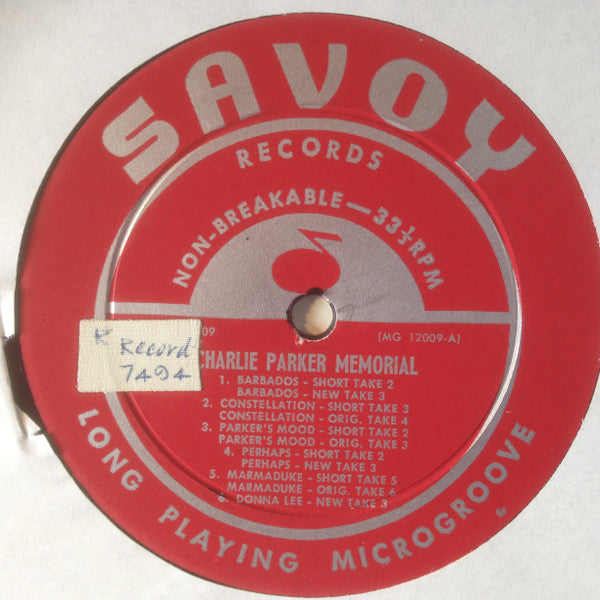 SAVOY
RECORDS
NON-BREAKABLE—33⅓RPM
09
(MG 12009-A)
R
Record
7494
CHARLIE PARKER MEMORIAL
1. BARBADOS - SHORT TAKE 2
BARBADOS - NEW TAKE 3
2. CONSTELLATION - SHORT TAKE 3
CONSTELLATION - ORIG. TAKE 4
3. PARKER'S MOOD - SHORT TAKE 2
PARKER'S MOOD - ORIG. TAKE 3
4. PERHAPS - SHORT TAKE 2
PERHAPS - NEW TAKE 3
5. MARMADUKE - SHORT TAKE 5
MARMADUKE - ORIG. TAKE 6
6. DONNA LEE - NEW TAKE 3
LONG PLAYING MICROGROOVE